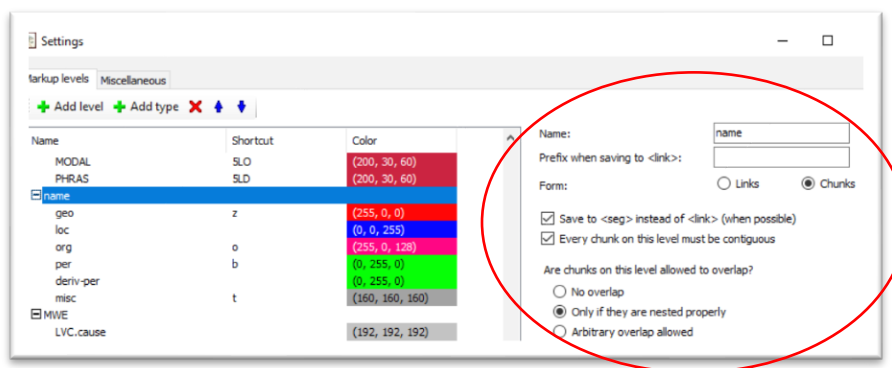 Settings
Markup levels Miscellaneous
Add level Add type
Name Shortcut Color
MODAL SLO (200, 30, 60)
PHRAS SLD (200, 30, 60)
name
geo z (255, 0, 0)
loc (0, 0, 255)
org o (255, 0, 128)
per b (0, 255, 0)
deriv-per (0, 255, 0)
misc t (160, 160, 160)
MWE
LVC.cause (192, 192, 192)
Name: name
Prefix when saving to <link>:
Form: Links Chunks
Save to <seg> instead of <link> (when possible)
Every chunk on this level must be contiguous
Are chunks on this level allowed to overlap?
No overlap
Only if they are nested properly
Arbitrary overlap allowed